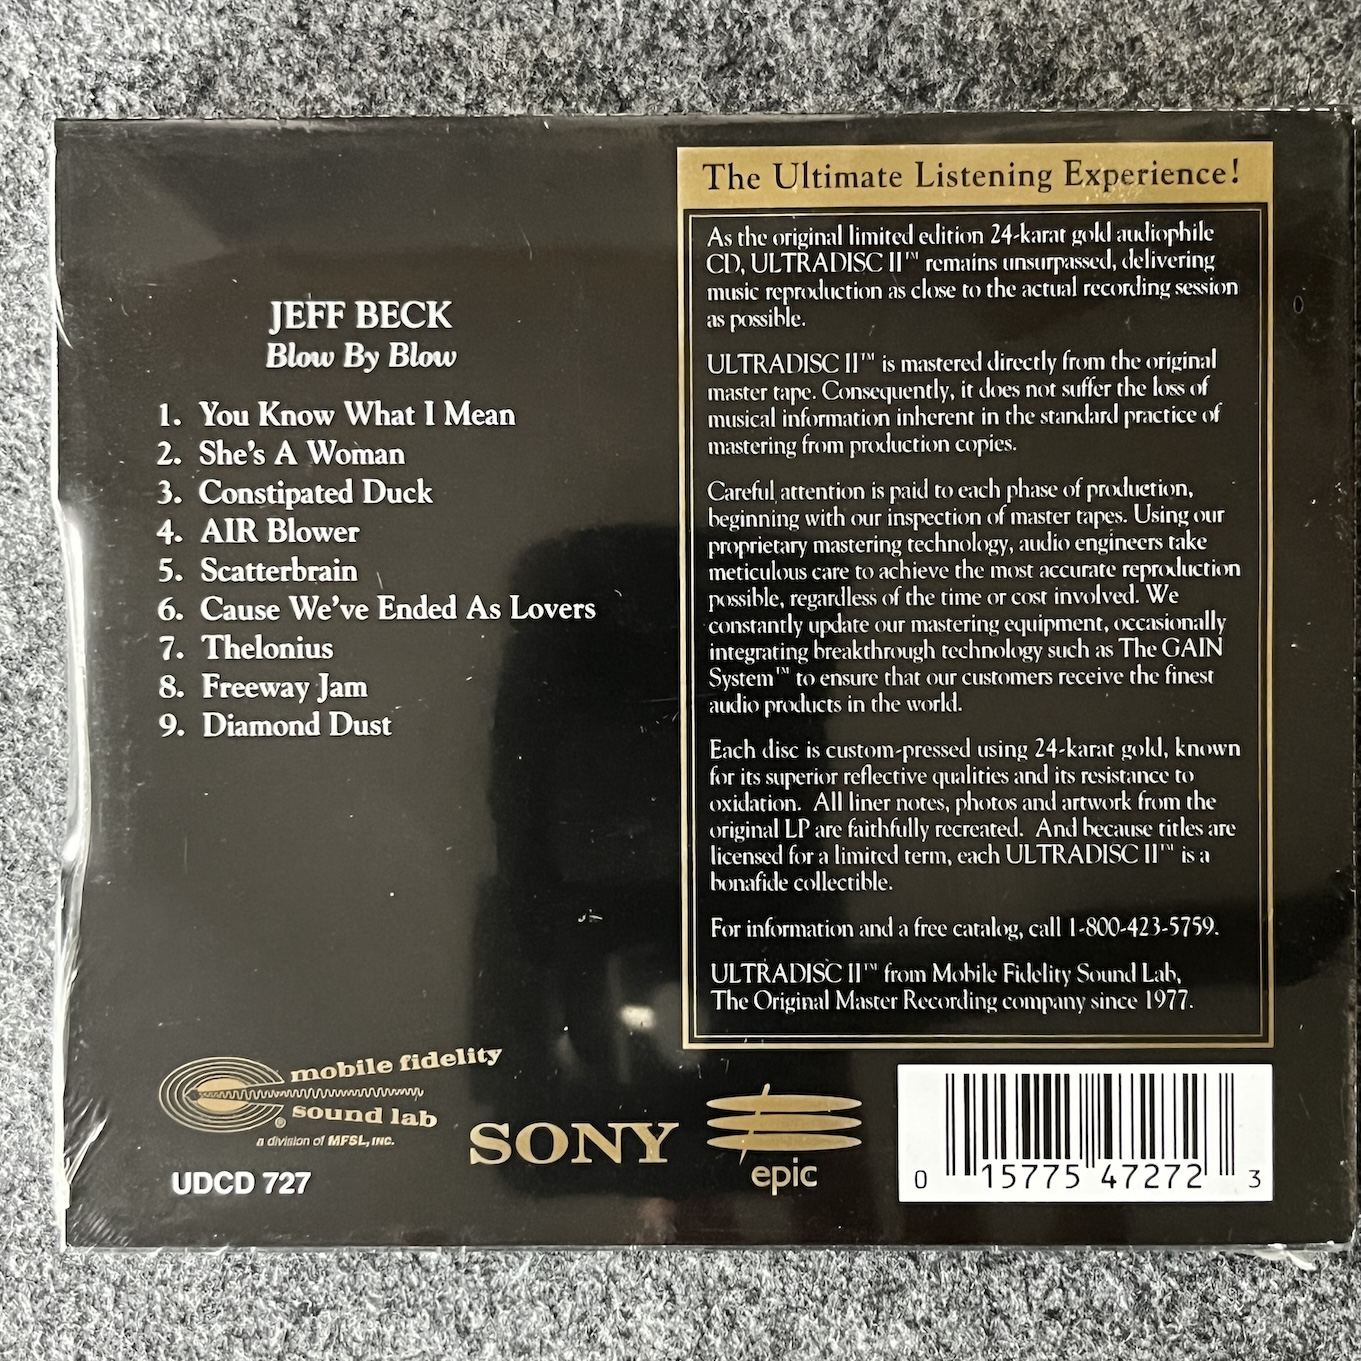 The Ultimate Listening Experience!
As the original limited edition 24-karat gold audiophile
CD, ULTRADISC II™ remains unsurpassed, delivering
music reproduction as close to the actual recording session
as possible.
ULTRADISC II™ is mastered directly from the original
master tape. Consequently, it does not suffer the loss of
musical information inherent in the standard practice of
mastering from production copies.
Careful attention is paid to each phase of production,
beginning with our inspection of master tapes. Using our
proprietary mastering technology, audio engineers take
meticulous care to achieve the most accurate reproduction
possible, regardless of the time or cost involved. We
constantly update our mastering equipment, occasionally
integrating breakthrough technology such as The GAIN
System™ to ensure that our customers receive the finest
audio products in the world.
Each disc is custom-pressed using 24-karat gold, known
for its superior reflective qualities and its resistance to
oxidation. All liner notes, photos and artwork from the
original LP are faithfully recreated. And because titles are
licensed for a limited term, each ULTRADISC II™ is a
bonafide collectible.
For information and a free catalog, call 1-800-423-5759.
ULTRADISC II™ from Mobile Fidelity Sound Lab,
The Original Master Recording company since 1977.
JEFF BECK
Blow By Blow
1. You Know What I Mean
2. She's A Woman
3. Constipated Duck
4. AIR Blower
5. Scatterbrain
6. Cause We've Ended As Lovers
7. Thelonius
8. Freeway Jam
9. Diamond Dust
mobile fidelity
sound lab
®
a division of MFSL, INC.
UDCD 727
SONY
epic
0 15775 47272 3